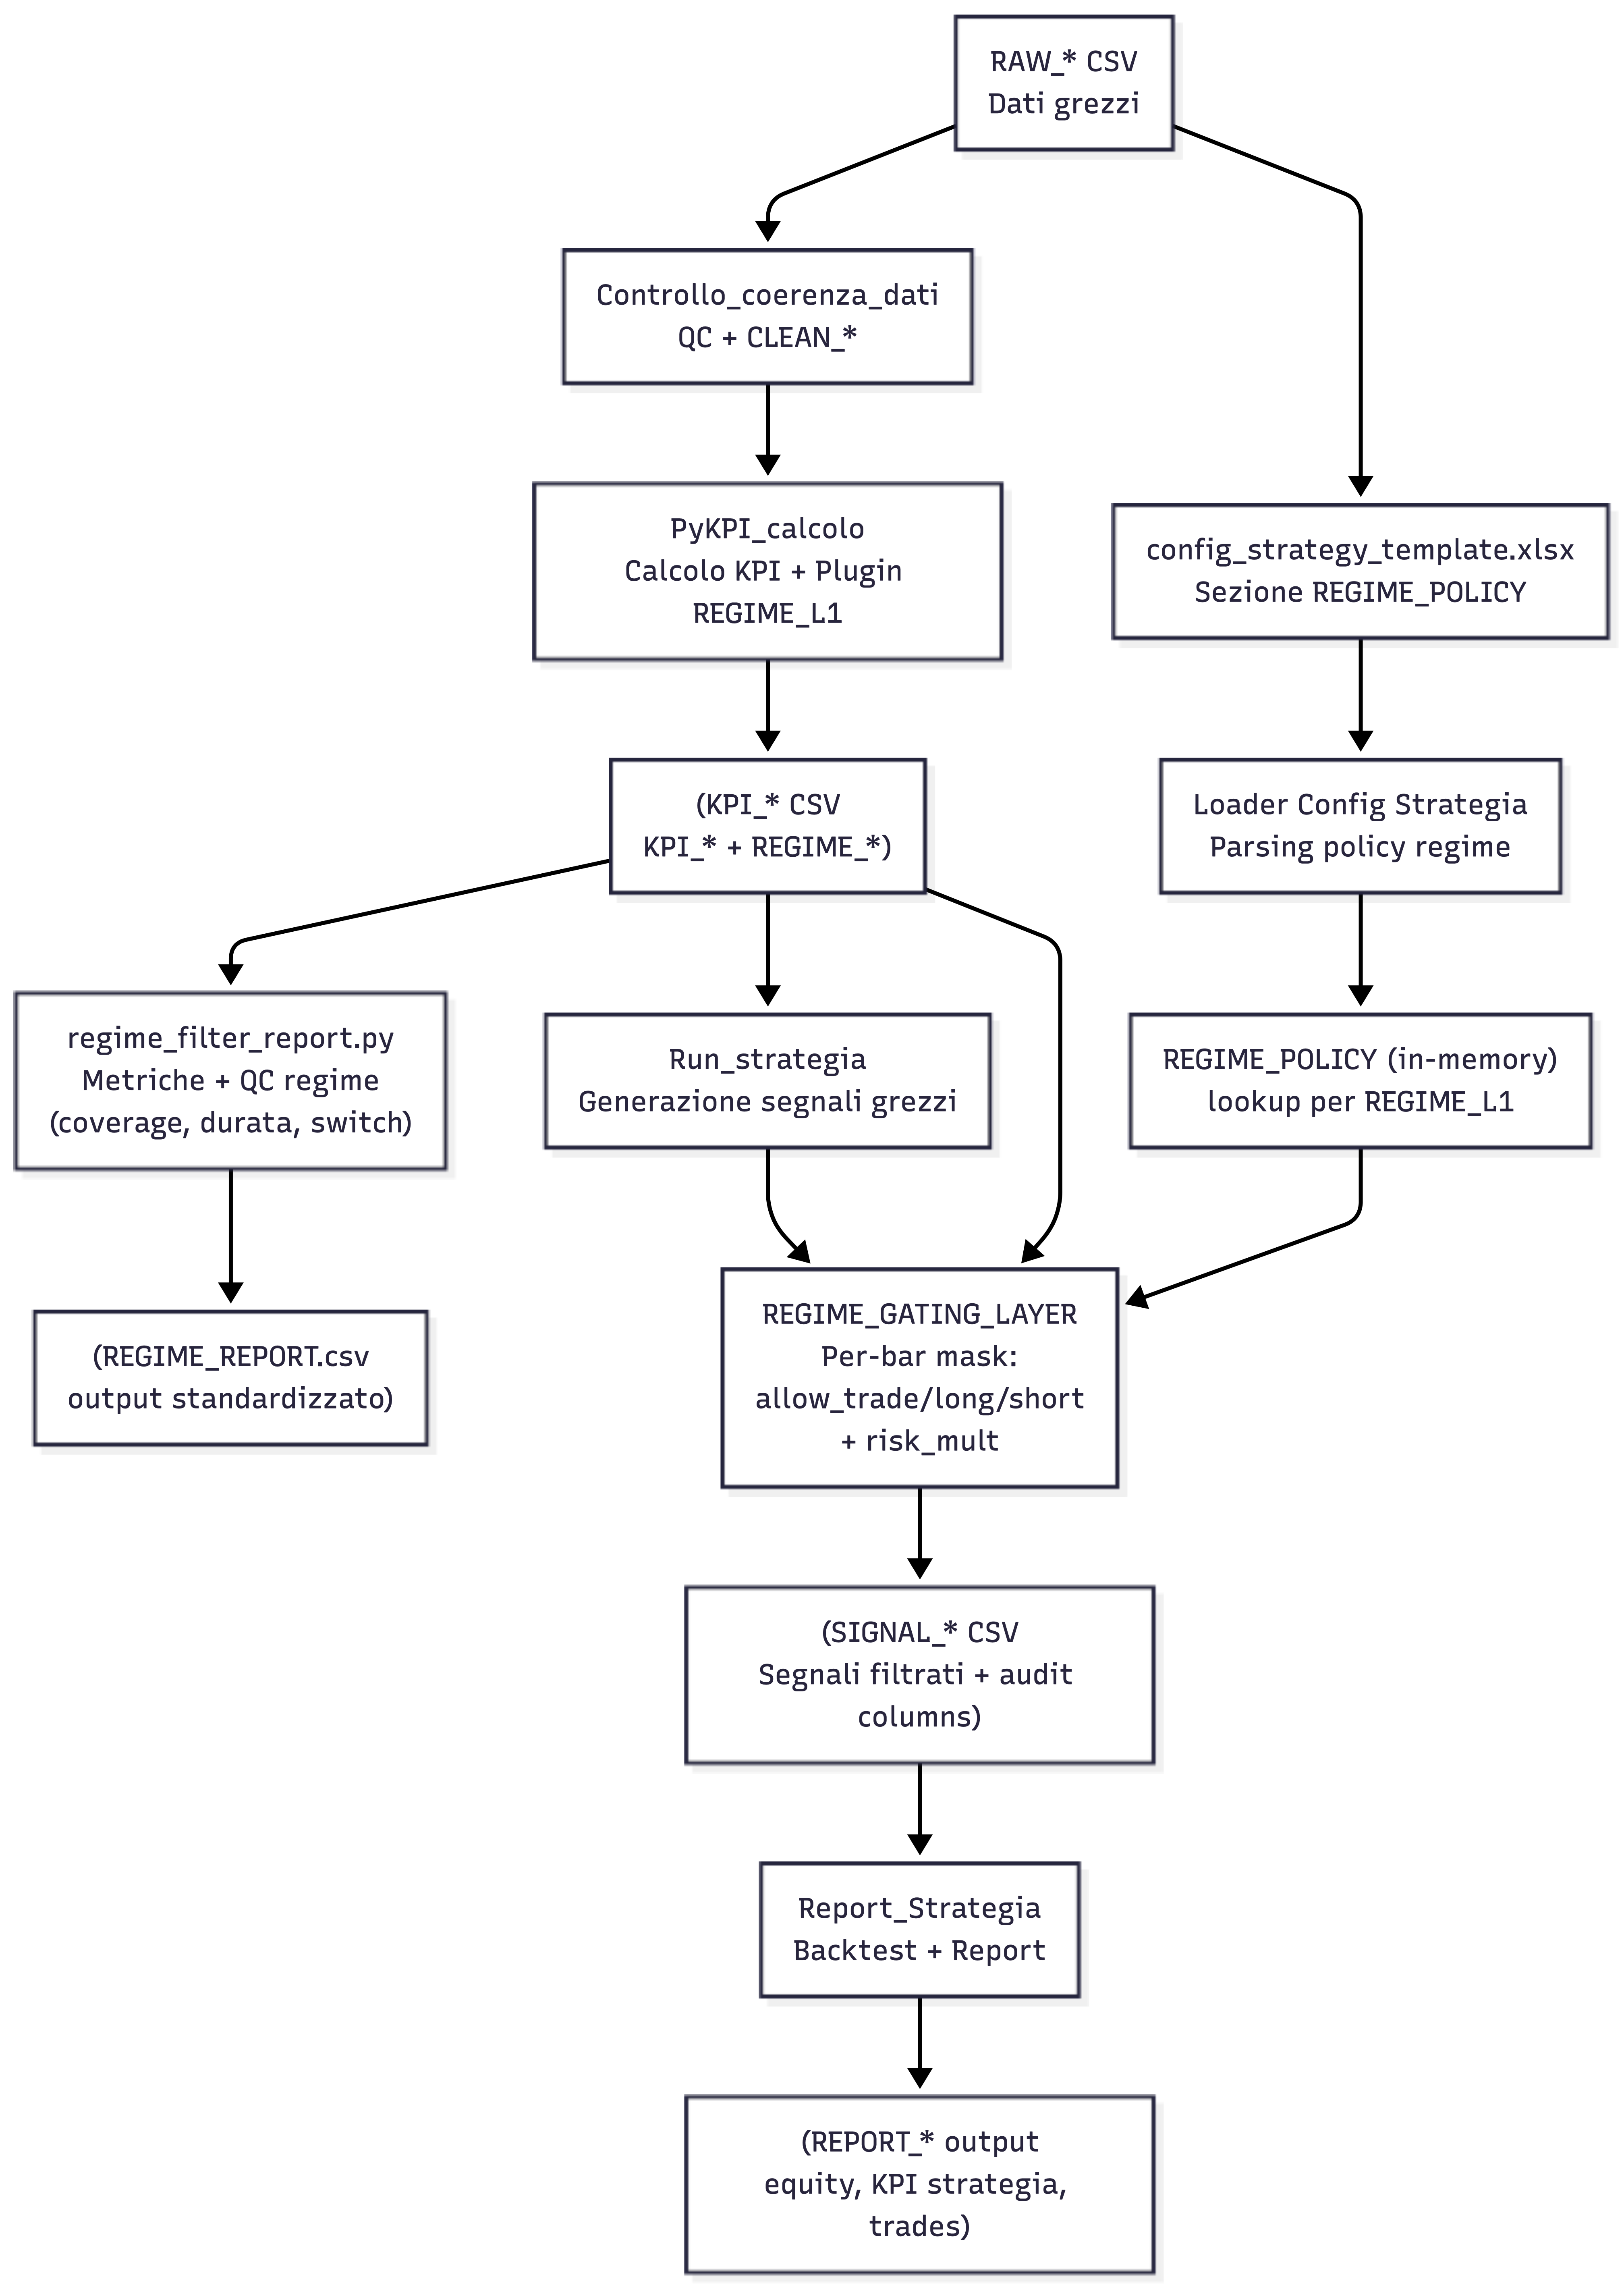 RAW_* CSV
Dati grezzi
Controllo_coerenza_dati
QC + CLEAN_*
PyKPI_calcolo
Calcolo KPI + Plugin
REGIME_L1
config_strategy_template.xlsx
Sezione REGIME_POLICY
(KPI_* CSV
KPI_* + REGIME_*)
Loader Config Strategia
Parsing policy regime
regime_filter_report.py
Metriche + QC regime
(coverage, durata, switch)
Run_strategia
Generazione segnali grezzi
REGIME_POLICY (in-memory)
lookup per REGIME_L1
(REGIME_REPORT.csv
output standardizzato)
REGIME_GATING_LAYER
Per-bar mask:
allow_trade/long/short
+ risk_mult
(SIGNAL_* CSV
Segnali filtrati + audit
columns)
Report_Strategia
Backtest + Report
(REPORT_* output
equity, KPI strategia,
trades)